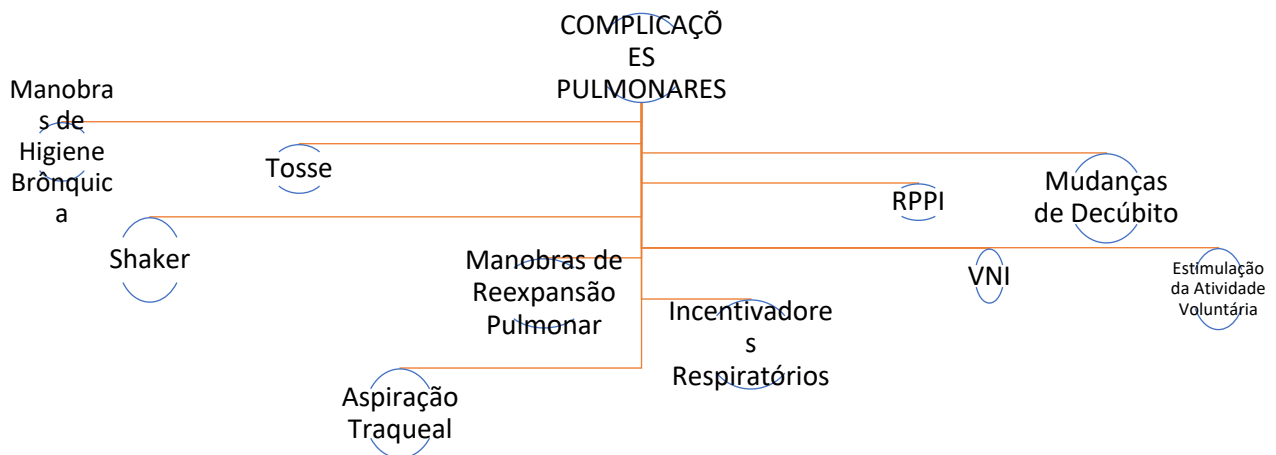 COMPLICAÇÕ
ES
PULMONARES
Manobra
s de
Higiene
Brônquic
a
Tosse
Shaker
Manobras de
Reexpansão
Pulmonar
Aspiração
Traqueal
RPPI
Mudanças
de Decúbito
VNI
Estimulação
da Atividade
Voluntária
Incentivadore
s
Respiratórios